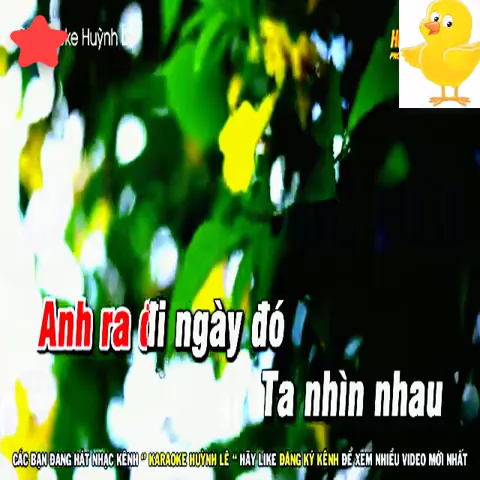 Karaoke Huỳnh L
Anh ra đi ngày đó
Ta nhìn nhau
CÁC BẠN ĐANG HÁT NHẠC KÊNH " KARAOKE HUỲNH LÊ " HÃY LIKE ĐĂNG KÝ KÊNH ĐỂ XEM NHIỀU VIDEO MỚI NHẤT